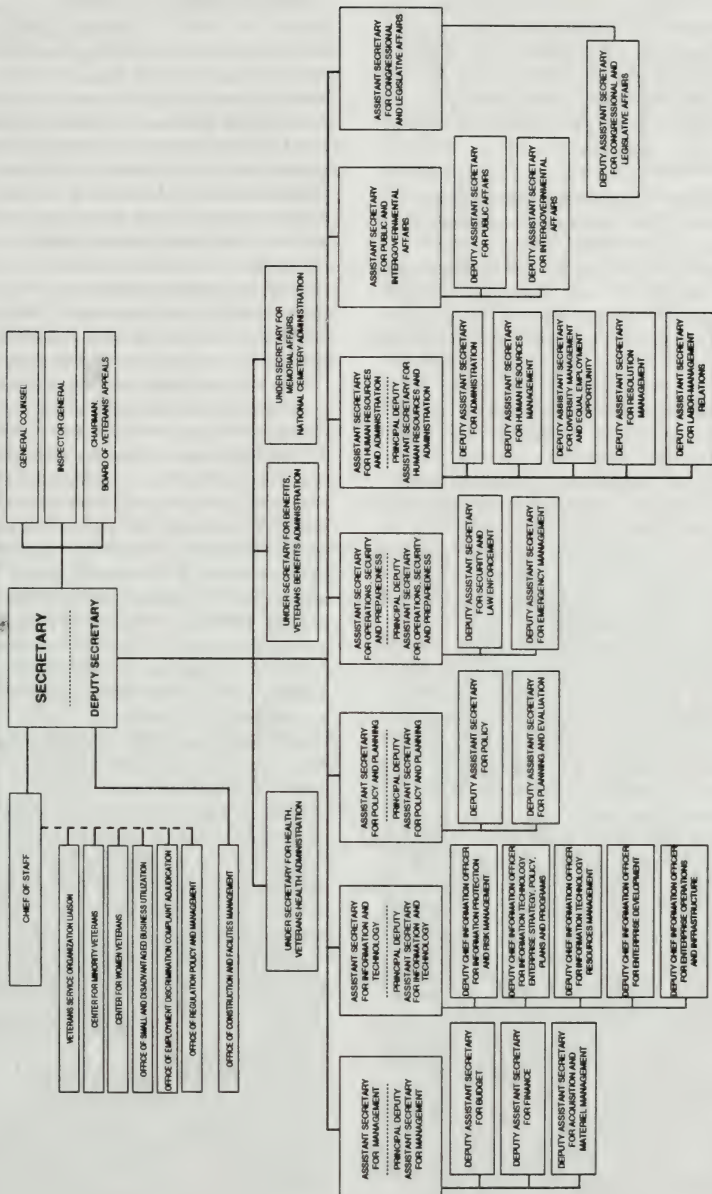 SECRETARY
DEPUTY SECRETARY
GENERAL COUNSEL
INSPECTOR GENERAL
CHAIRMAN,
BOARD OF VETERANS' APPEALS
CHIEF OF STAFF
VETERANS SERVICE ORGANIZATION LIAISON
CENTER FOR MINORITY VETERANS
CENTER FOR WOMEN VETERANS
OFFICE OF SMALL AND DISADVANTAGED BUSINESS UTILIZATION
OFFICE OF EMPLOYMENT DISCRIMINATION COMPLAINT ADJUDICATION
OFFICE OF REGULATION POLICY AND MANAGEMENT
OFFICE OF CONSTRUCTION AND FACILITIES MANAGEMENT
UNDER SECRETARY FOR HEALTH,
VETERANS HEALTH ADMINISTRATION
UNDER SECRETARY FOR BENEFITS,
VETERANS BENEFITS ADMINISTRATION
UNDER SECRETARY FOR
MEMORIAL AFFAIRS,
NATIONAL CEMETERY ADMINISTRATION
ASSISTANT SECRETARY
FOR MANAGEMENT
PRINCIPAL DEPUTY
ASSISTANT SECRETARY
FOR MANAGEMENT
DEPUTY ASSISTANT SECRETARY
FOR BUDGET
DEPUTY ASSISTANT SECRETARY
FOR FINANCE
DEPUTY ASSISTANT SECRETARY
FOR ACQUISITION AND
MATERIEL MANAGEMENT
ASSISTANT SECRETARY
FOR INFORMATION AND
TECHNOLOGY
PRINCIPAL DEPUTY
ASSISTANT SECRETARY
FOR INFORMATION AND
TECHNOLOGY
DEPUTY CHIEF INFORMATION OFFICER
FOR INFORMATION PROTECTION
AND RISK MANAGEMENT
DEPUTY CHIEF INFORMATION OFFICER
FOR INFORMATION TECHNOLOGY
ENTERPRISE STRATEGY, POLICY,
PLANS AND PROGRAMS
DEPUTY CHIEF INFORMATION OFFICER
FOR INFORMATION TECHNOLOGY
RESOURCES MANAGEMENT
DEPUTY CHIEF INFORMATION OFFICER
FOR ENTERPRISE DEVELOPMENT
DEPUTY CHIEF INFORMATION OFFICER
FOR ENTERPRISE OPERATIONS
AND INFRASTRUCTURE
ASSISTANT SECRETARY
FOR POLICY AND PLANNING
PRINCIPAL DEPUTY
ASSISTANT SECRETARY
FOR POLICY AND PLANNING
DEPUTY ASSISTANT SECRETARY
FOR POLICY
DEPUTY ASSISTANT SECRETARY
FOR PLANNING AND EVALUATION
ASSISTANT SECRETARY
FOR OPERATIONS, SECURITY
AND PREPAREDNESS
PRINCIPAL DEPUTY
ASSISTANT SECRETARY
FOR OPERATIONS, SECURITY
AND PREPAREDNESS
DEPUTY ASSISTANT SECRETARY
FOR SECURITY AND
LAW ENFORCEMENT
DEPUTY ASSISTANT SECRETARY
FOR EMERGENCY MANAGEMENT
ASSISTANT SECRETARY
FOR HUMAN RESOURCES
AND ADMINISTRATION
PRINCIPAL DEPUTY
ASSISTANT SECRETARY FOR
HUMAN RESOURCES AND
ADMINISTRATION
DEPUTY ASSISTANT SECRETARY
FOR ADMINISTRATION
DEPUTY ASSISTANT SECRETARY
FOR HUMAN RESOURCES
MANAGEMENT
DEPUTY ASSISTANT SECRETARY
FOR DIVERSITY MANAGEMENT
AND EQUAL EMPLOYMENT
OPPORTUNITY
DEPUTY ASSISTANT SECRETARY
FOR RESOLUTION
MANAGEMENT
DEPUTY ASSISTANT SECRETARY
FOR LABOR-MANAGEMENT
RELATIONS
ASSISTANT SECRETARY
FOR PUBLIC AND
INTERGOVERNMENTAL
AFFAIRS
DEPUTY ASSISTANT SECRETARY
FOR PUBLIC AFFAIRS
DEPUTY ASSISTANT SECRETARY
FOR INTERGOVERNMENTAL
AFFAIRS
ASSISTANT SECRETARY
FOR CONGRESSIONAL
AND LEGISLATIVE AFFAIRS
DEPUTY ASSISTANT SECRETARY
FOR CONGRESSIONAL AND
LEGISLATIVE AFFAIRS